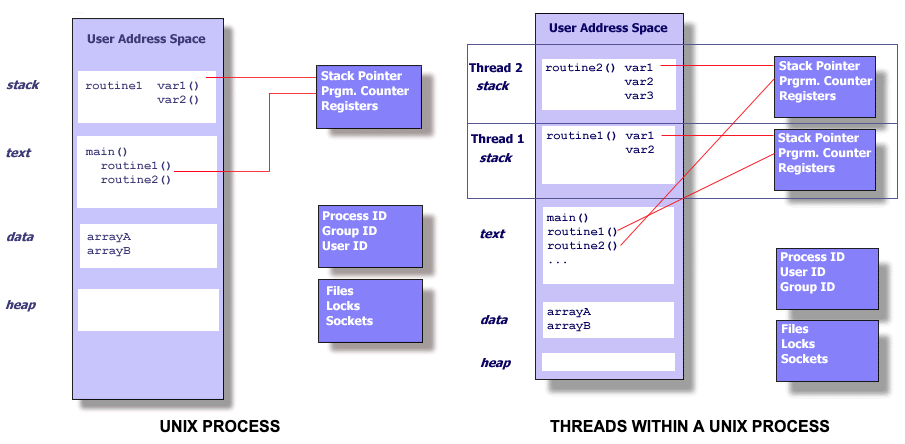 User Address Space
stack
routine1 var1()
var2()
Stack Pointer
Prgm. Counter
Registers
text
main()
routine1()
routine2()
data
arrayA
arrayB
Process ID
Group ID
User ID
heap
Files
Locks
Sockets
UNIX PROCESS
User Address Space
Thread 2
stack
routine2() var1
var2
var3
Stack Pointer
Prgrm. Counter
Registers
Thread 1
stack
routine1() var1
var2
Stack Pointer
Prgrm. Counter
Registers
text
main()
routine1()
routine2()
...
Process ID
User ID
Group ID
data
arrayA
arrayB
Files
Locks
Sockets
heap
THREADS WITHIN A UNIX PROCESS